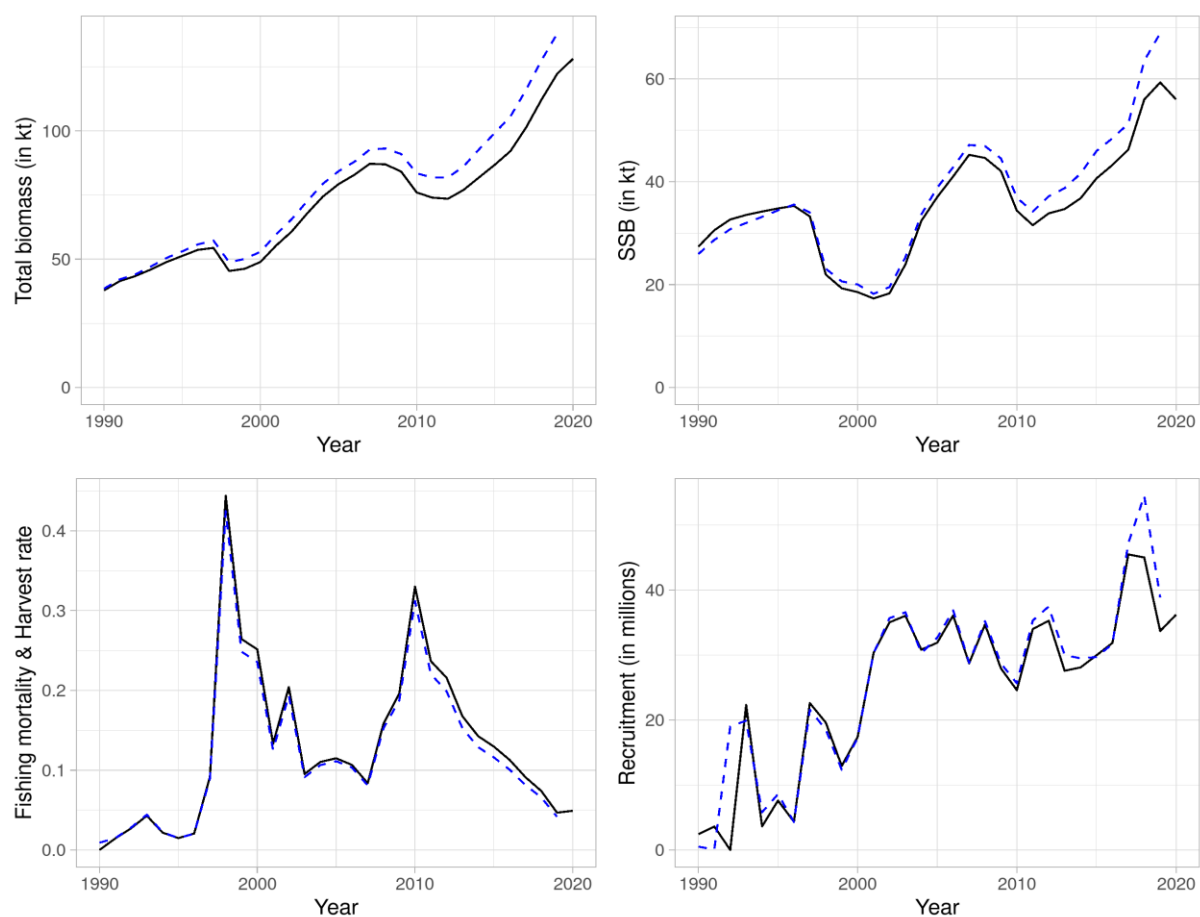 Total biomass (in kt)
100
50
0
1990 2000 2010 2020
Year
SSB (in kt)
60
40
20
0
1990 2000 2010 2020
Year
Fishing mortality & Harvest rate
0.4
0.3
0.2
0.1
0.0
1990 2000 2010 2020
Year
Recruitment (in millions)
40
20
0
1990 2000 2010 2020
Year